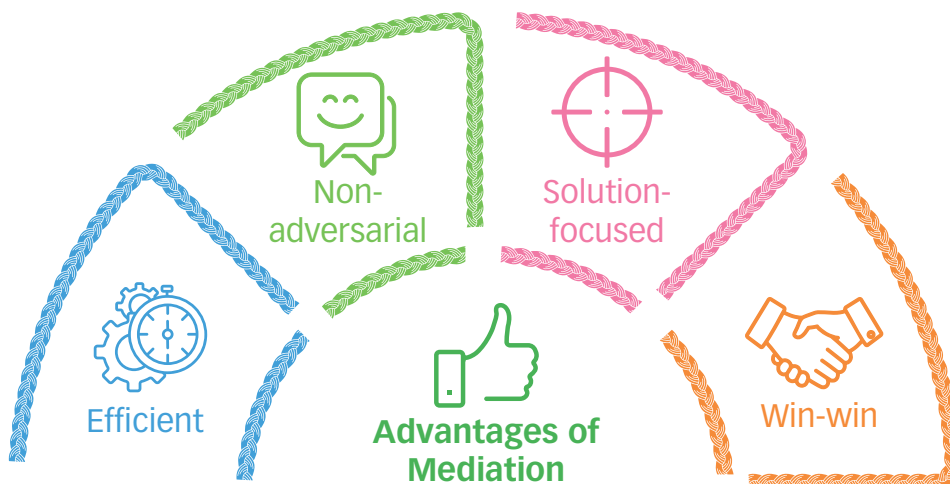 Efficient
Non-
adversarial
Solution-
focused
Win-win
Advantages of
Mediation